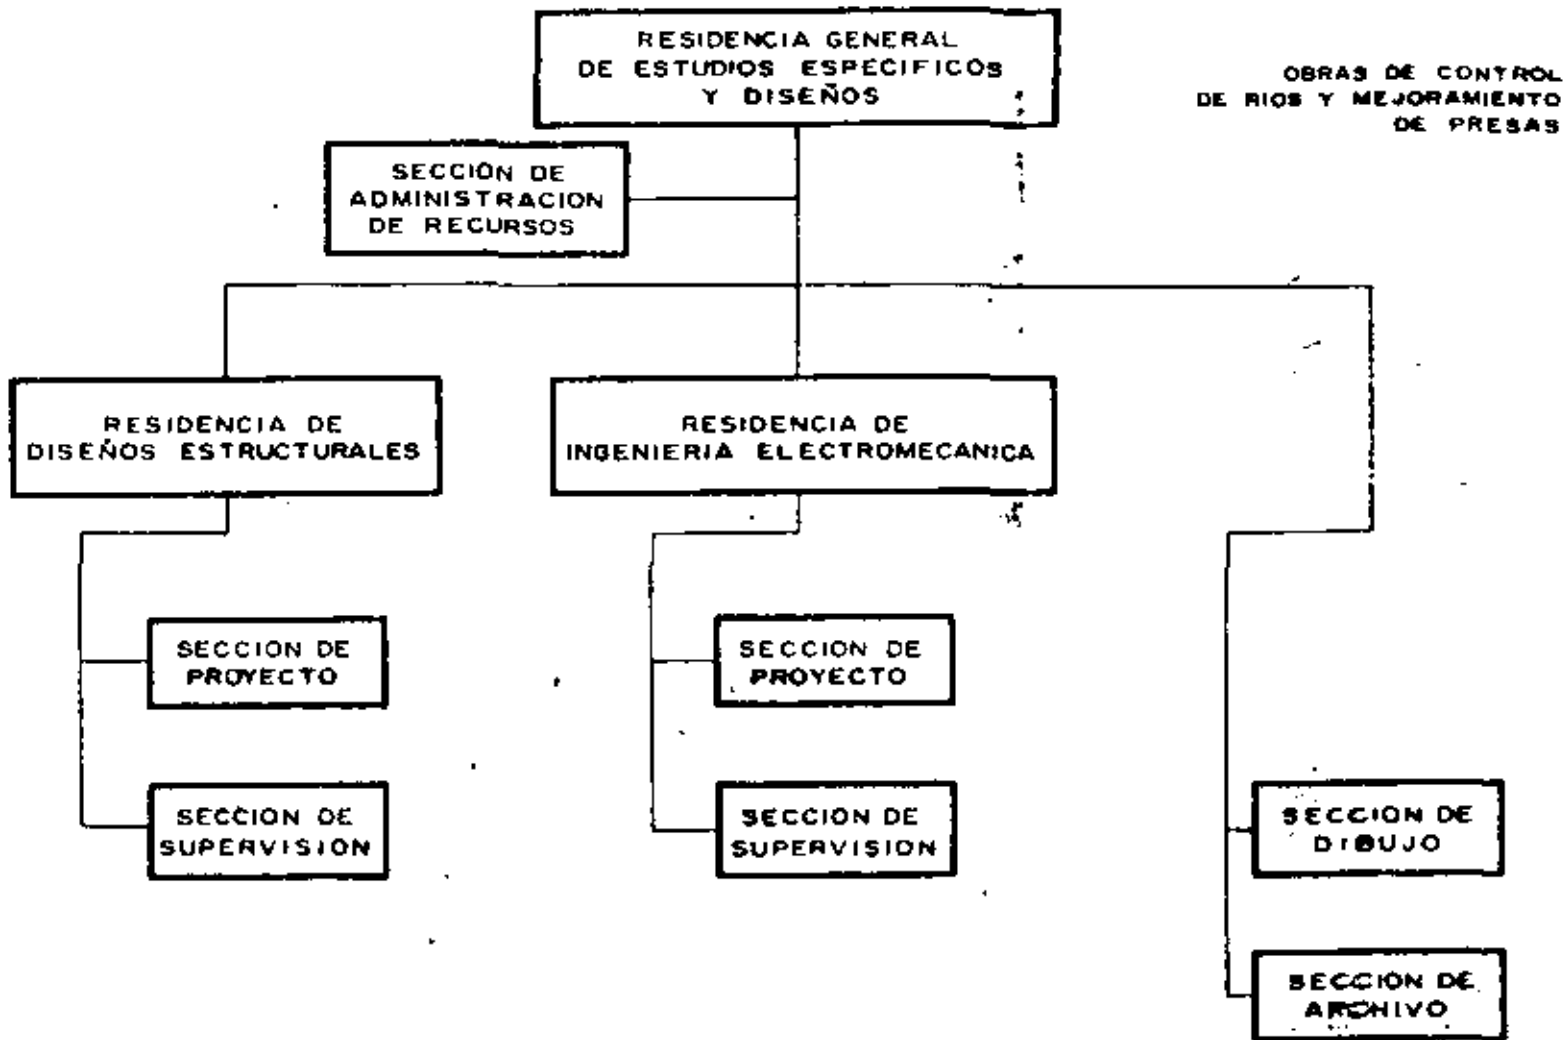 RESIDENCIA GENERAL
DE ESTUDIOS ESPECIFICOS
Y DISEÑOS
OBRAS DE CONTROL
DE RIOS Y MEJORAMIENTO
DE PRESAS
SECCIÓN DE
ADMINISTRACION
DE RECURSOS
RESIDENCIA DE
DISEÑOS ESTRUCTURALES
RESIDENCIA DE
INGENIERIA ELECTROMECANICA
SECCION DE
PROYECTO
SECCION DE
PROYECTO
SECCION DE
SUPERVISION
SECCION DE
SUPERVISION
SECCION DE
DIBUJO
SECCION DE
ARCHIVO